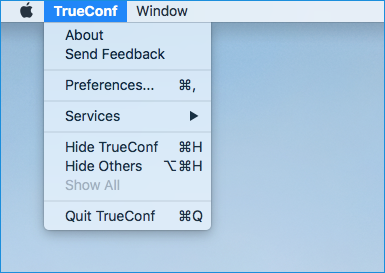 TrueConf Window
About
Send Feedback
Preferences... ⌘,
Services ▶
Hide TrueConf ⌘H
Hide Others ⌥⌘H
Show All
Quit TrueConf ⌘Q